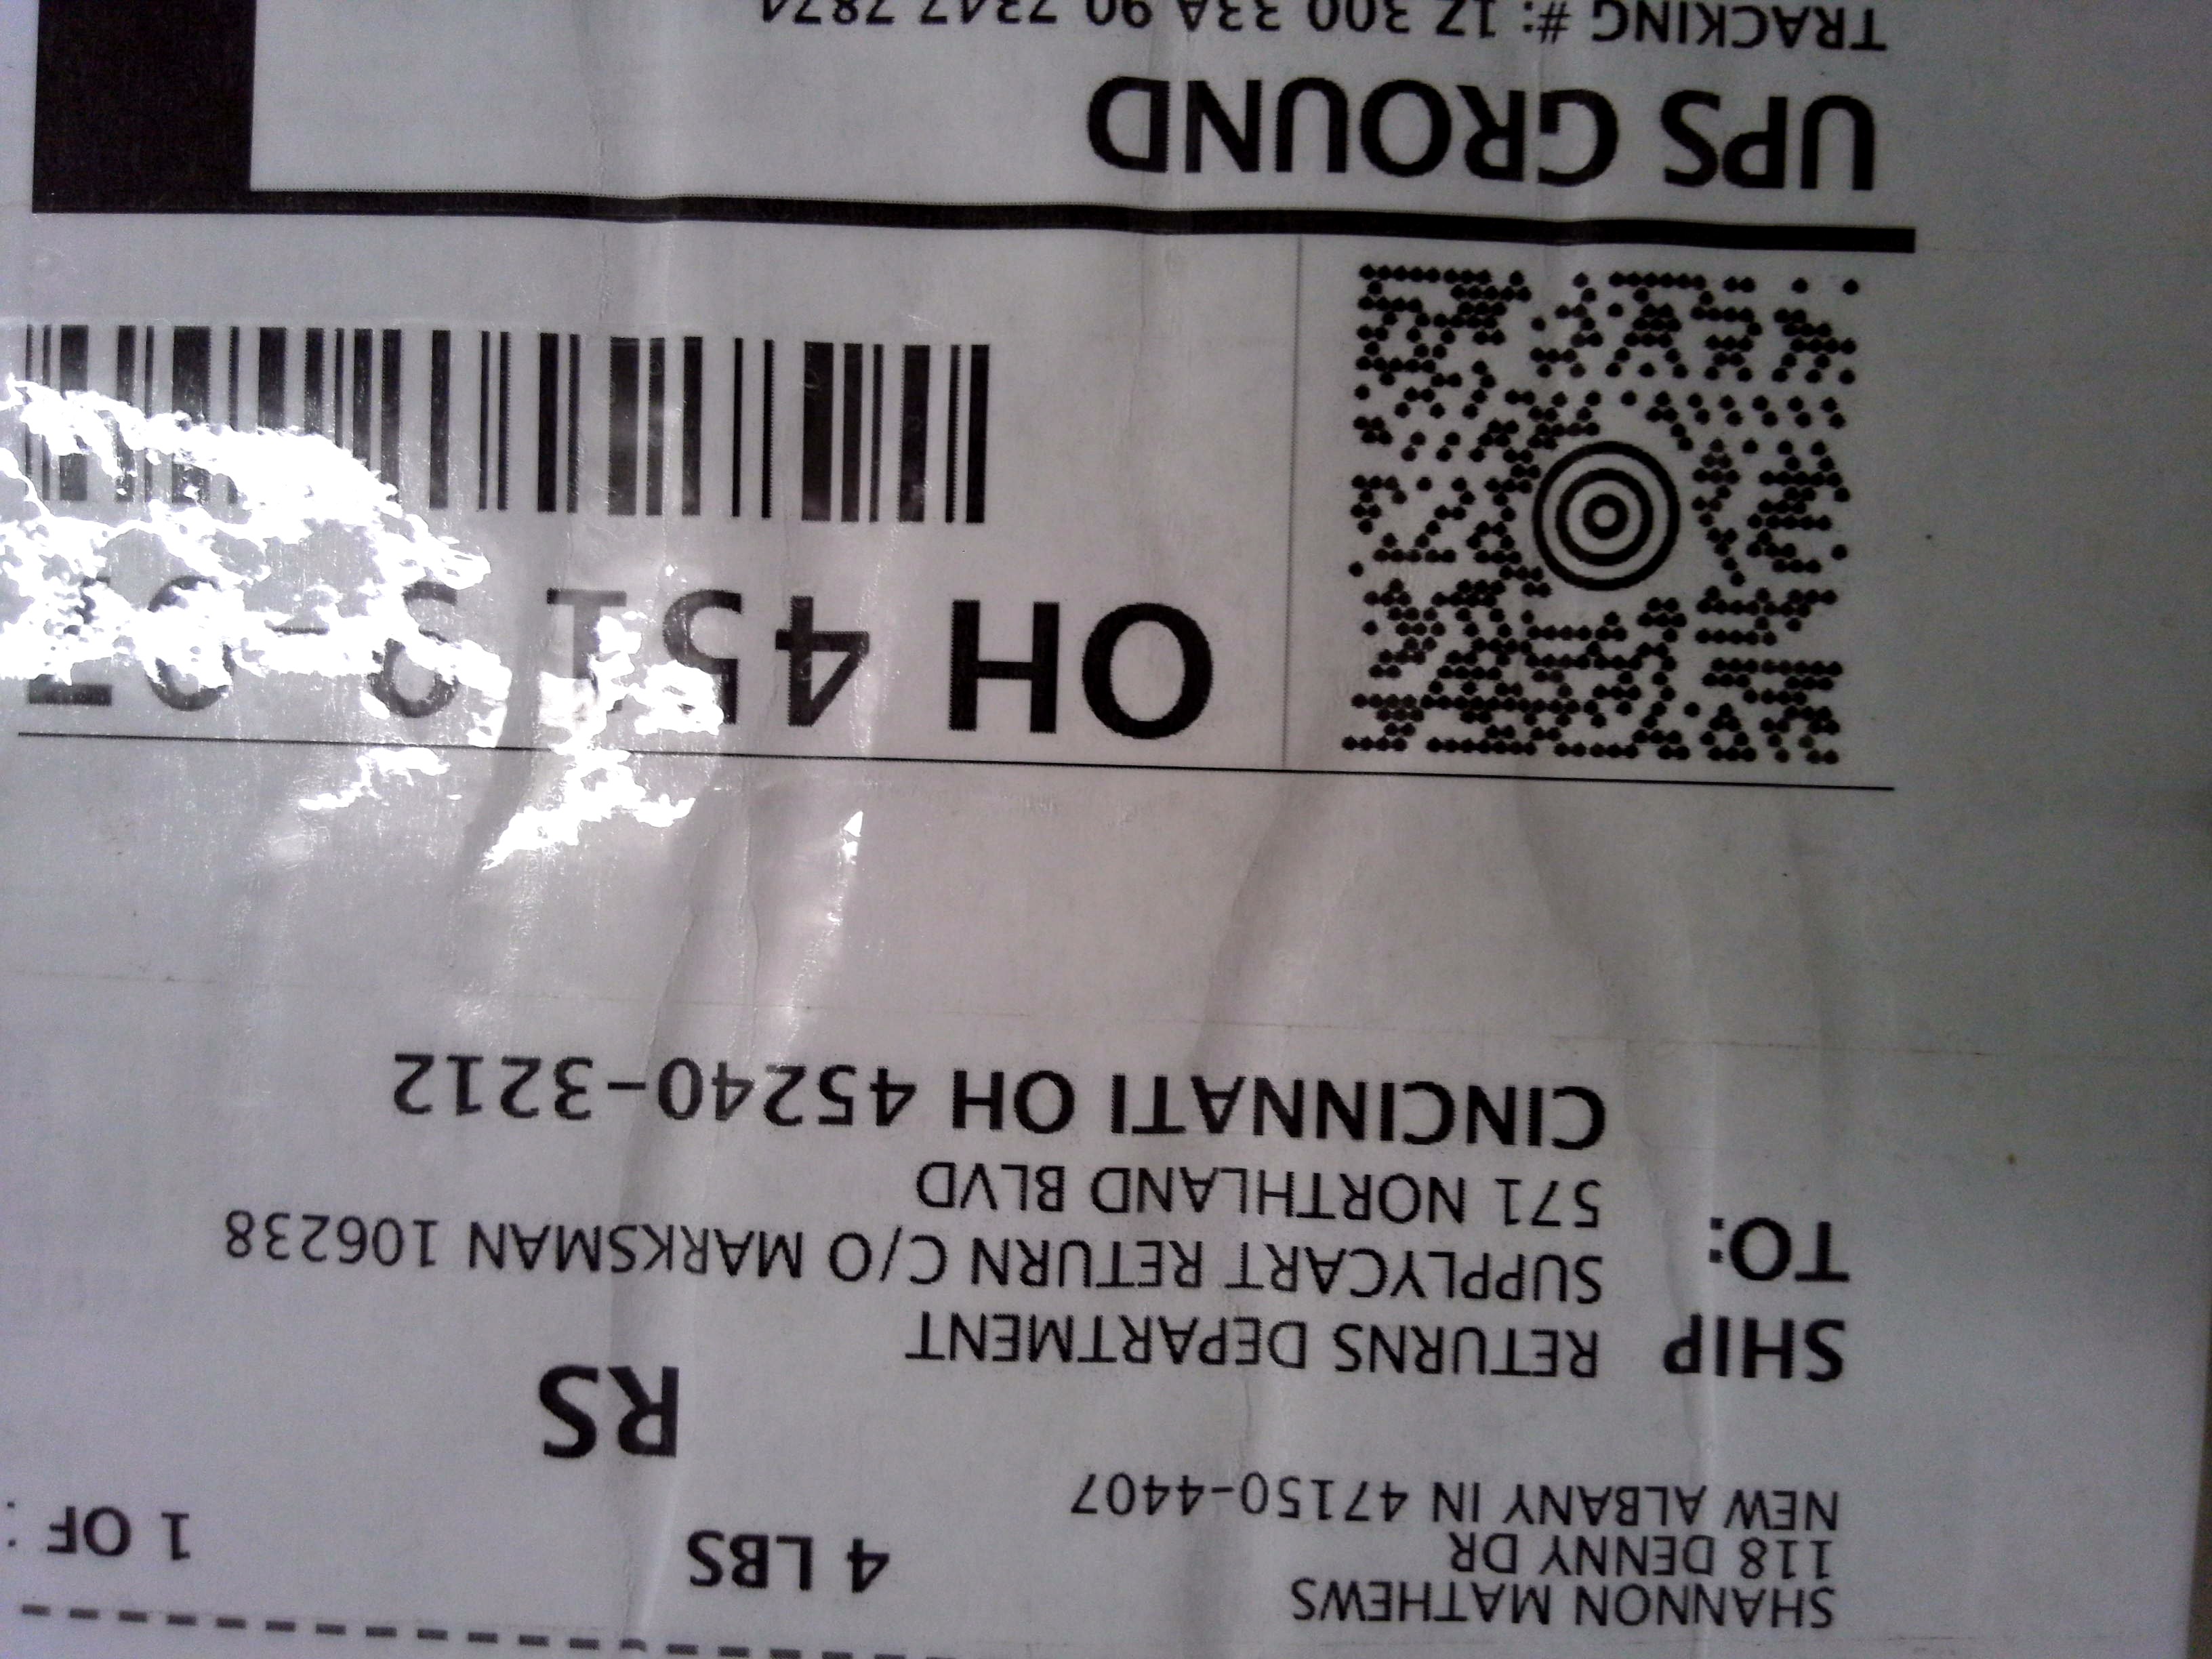 SHANNON MATHEWS
118 DENNY DR
NEW ALBANY IN 47150-4407
4 LBS
1 OF
RS
SHIP
TO:
RETURNS DEPARTMENT
SUPPLYCART RETURN C/O MARKSMAN 106238
571 NORTHLAND BLVD
CINCINNATI OH 45240-3212
OH
UPS GROUND
TRACKING #: 1Z 300 33A 90 7347 7874